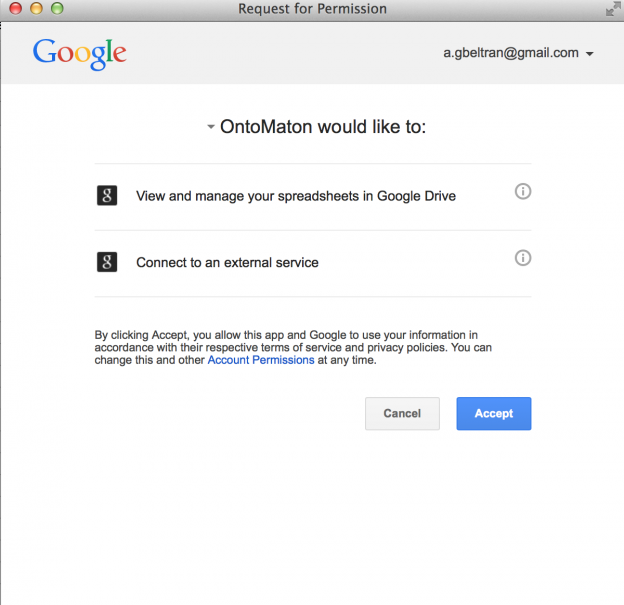 Request for Permission
Google
a.gbeltran@gmail.com
OntoMaton would like to:
g
View and manage your spreadsheets in Google Drive
i
g
Connect to an external service
i
By clicking Accept, you allow this app and Google to use your information in
accordance with their respective terms of service and privacy policies. You can
change this and other Account Permissions at any time.
Cancel
Accept